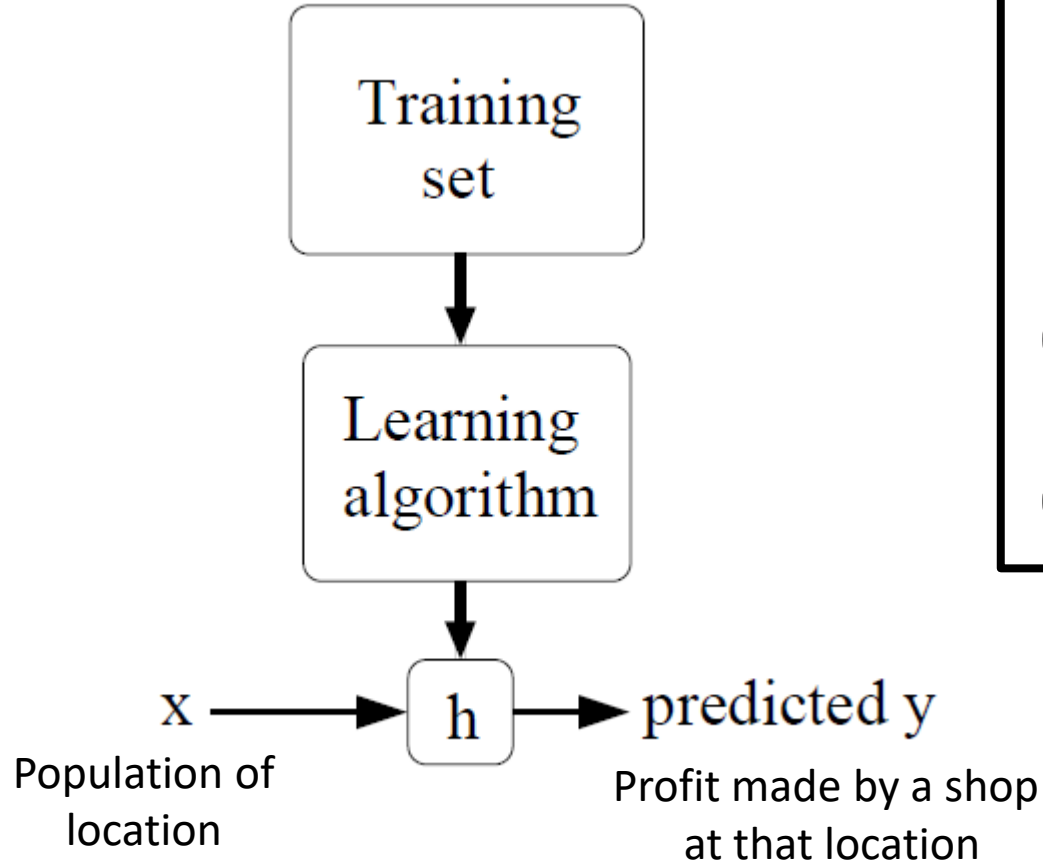 Training
set
Learning
algorithm
x
h
predicted y
Population of
location
Profit made by a shop
at that location